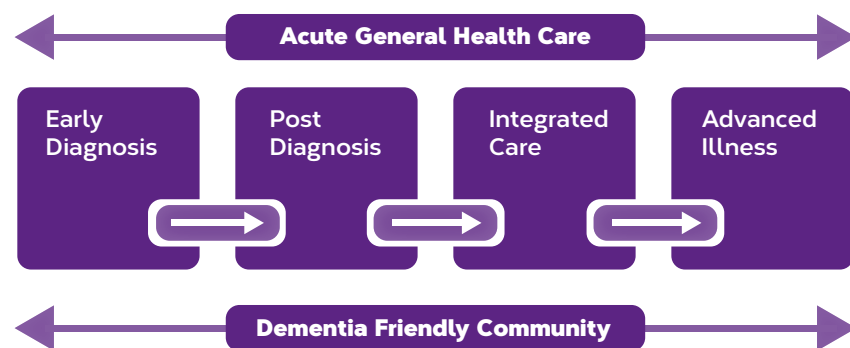 Acute General Health Care
Early
Diagnosis
Post
Diagnosis
Integrated
Care
Advanced
Illness
Dementia Friendly Community